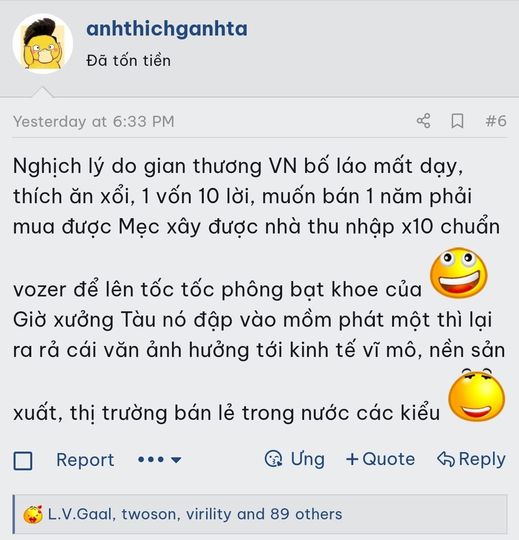 anhthichganhta
Đã tốn tiền
Yesterday at 6:33 PM
#6
Nghịch lý do gian thương VN bố láo mất dạy,
thích ăn xổi, 1 vốn 10 lời, muốn bán 1 năm phải
mua được Mẹc xây được nhà thu nhập x10 chuẩn
vozer để lên tốc tốc phông bạt khoe của
Giờ xưởng Tàu nó đập vào mồm phát một thì lại
ra rả cái văn ảnh hưởng tới kinh tế vĩ mô, nền sản
xuất, thị trường bán lẻ trong nước các kiểu
Report ••• Ưng +Quote Reply
L.V.Gaal, twoson, virility and 89 others